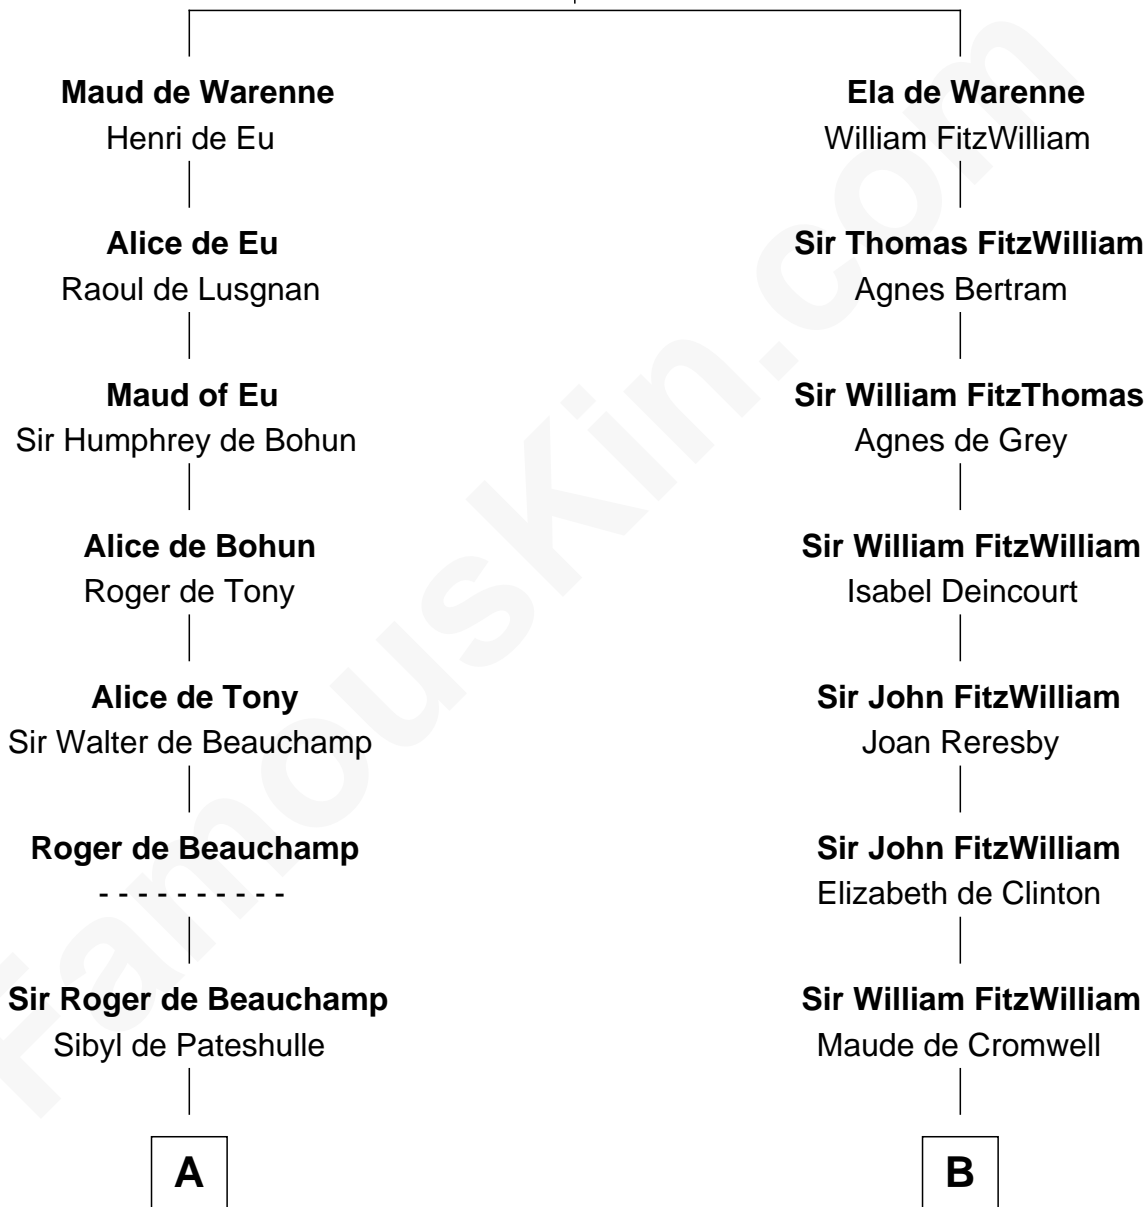 Maud de Warenne
Henri de Eu
Alice de Eu
Raoul de Lusgnan
Maud of Eu
Sir Humphrey de Bohun
Alice de Bohun
Roger de Tony
Alice de Tony
Sir Walter de Beauchamp
Roger de Beauchamp
- - - - - - - - - -
Sir Roger de Beauchamp
Sibyl de Pateshulle
A
Ela de Warenne
William FitzWilliam
Sir Thomas FitzWilliam
Agnes Bertram
Sir William FitzThomas
Agnes de Grey
Sir William FitzWilliam
Isabel Deincourt
Sir John FitzWilliam
Joan Reresby
Sir John FitzWilliam
Elizabeth de Clinton
Sir William FitzWilliam
Maude de Cromwell
B
FamousKin.com